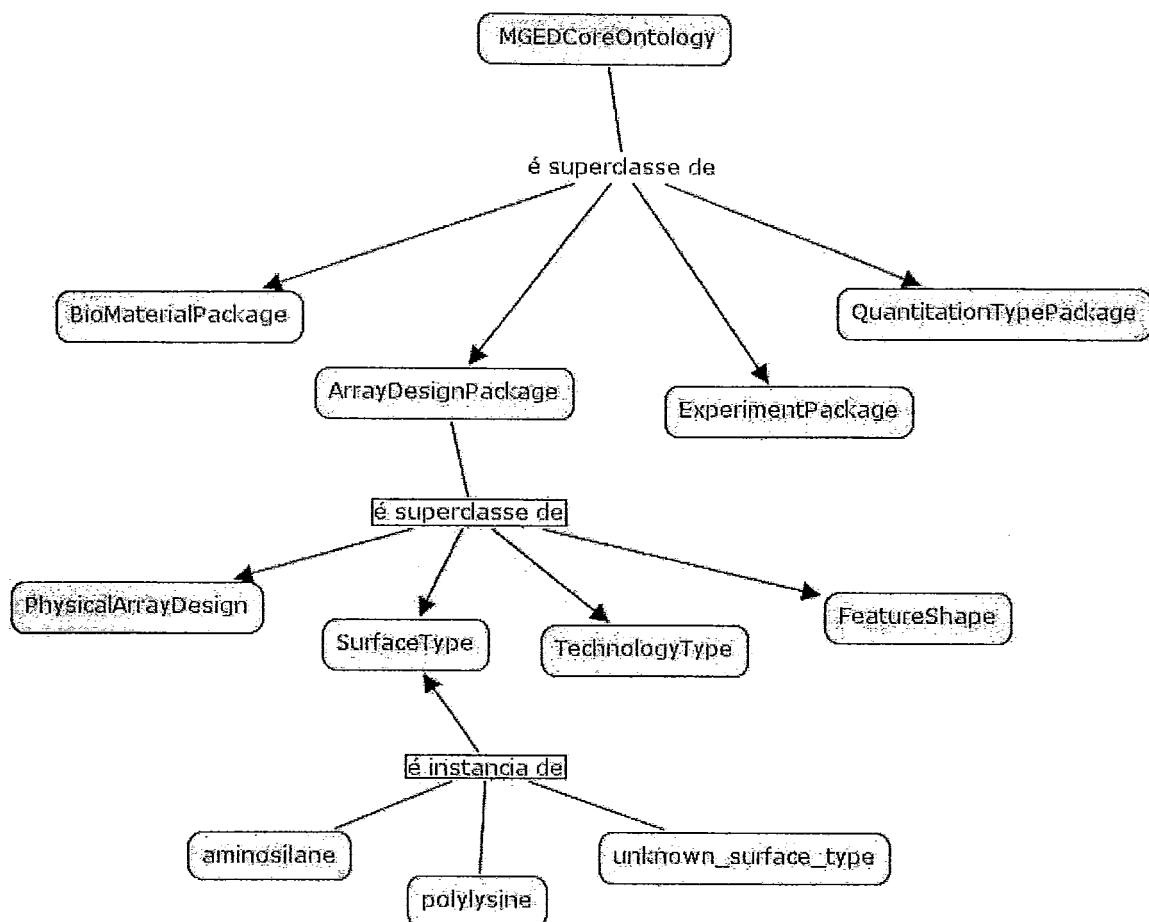 MGEDCoreOntology
é superclasse de
BioMaterialPackage
QuantitationTypePackage
ArrayDesignPackage
ExperimentPackage
é superclasse de
PhysicalArrayDesign
FeatureShape
SurfaceType
TechnologyType
é instancia de
aminosilane
unknown_surface_type
polylysine